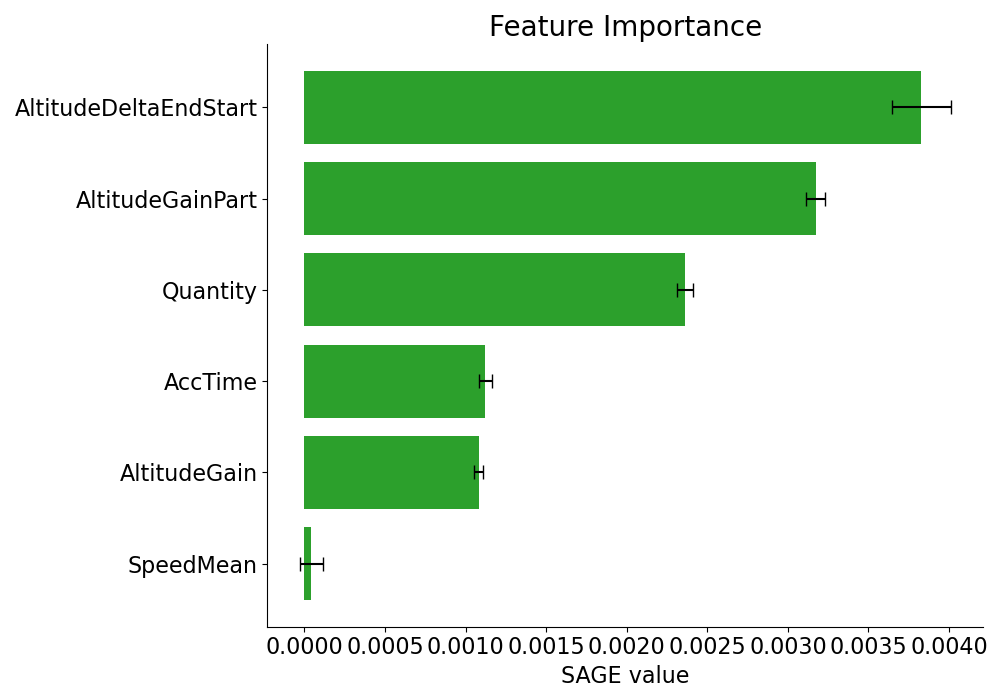 Feature Importance
AltitudeDeltaEndStart
AltitudeGainPart
Quantity
AccTime
AltitudeGain
SpeedMean
0.0000 0.0005 0.0010 0.0015 0.0020 0.0025 0.0030 0.0035 0.0040
SAGE value